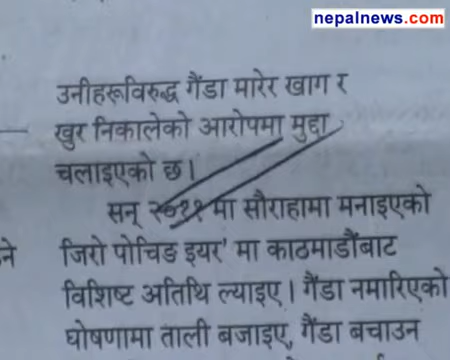 nepalnews.com
उनीहरूविरुद्ध गैंडा मारेर खाग र
खुर निकालेको आरोपमा मुद्दा
चलाइएको छ।
सन् २०११ मा सौराहामा मनाइएको
ने जिरो पोचिङ इयर' मा काठमाडौंबाट
विशिष्ट अतिथि ल्याइए। गैंडा नमारिएको
घोषणामा ताली बजाइए, गैंडा बचाउन